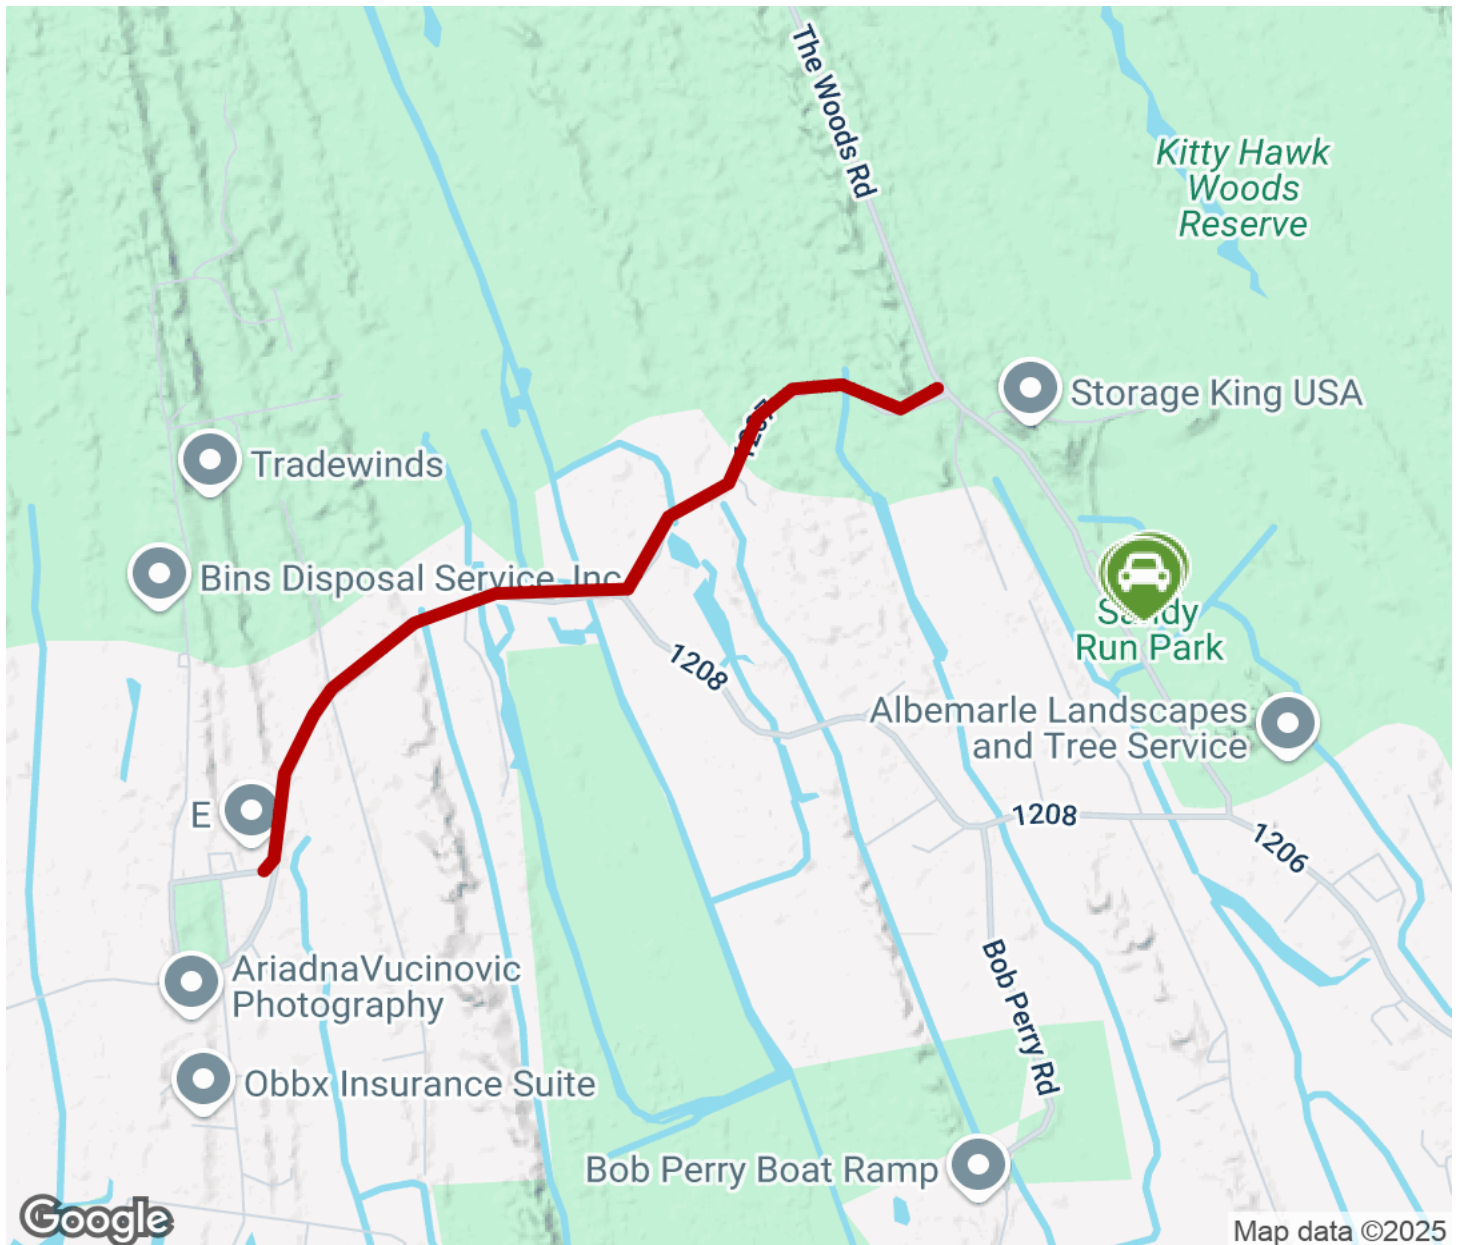 The Woods Rd
Kitty Hawk
Woods
Reserve
Storage King USA
Tradewinds
Bins Disposal Service, Inc
Sandy
Run Park
1208
Albemarle Landscapes
and Tree Service
1208
1206
E
AriadnaVucinovic
Photography
Bob Perry Rd
Obbx Insurance Suite
Bob Perry Boat Ramp
Google
Map data ©2025